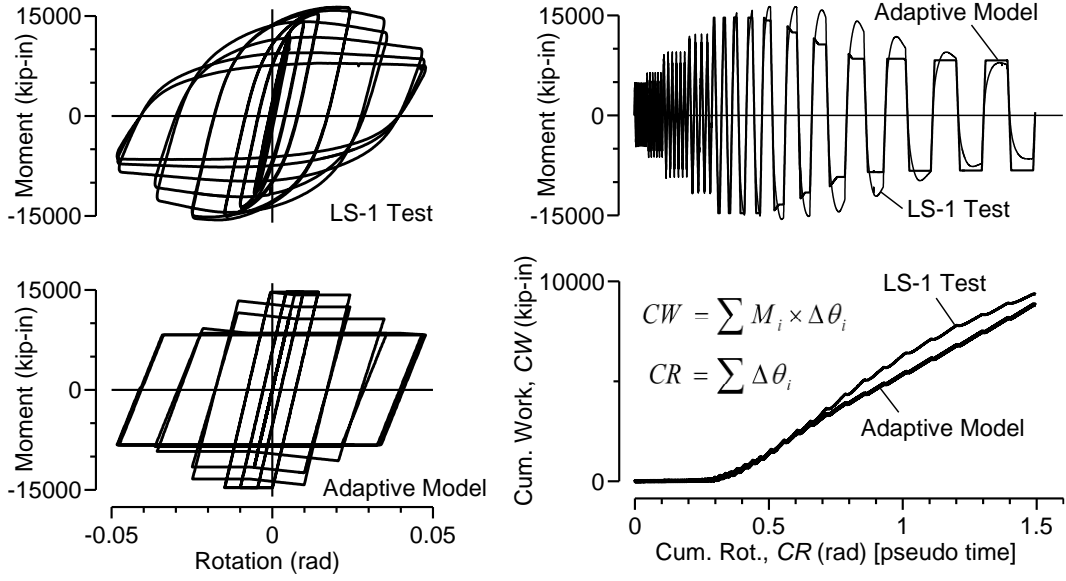 Moment (kip-in)
15000
0
-15000
LS-1 Test
Moment (kip-in)
15000
0
-15000
Adaptive Model
LS-1 Test
Moment (kip-in)
15000
0
-15000
Adaptive Model
-0.05
0
0.05
Rotation (rad)
Cum. Work, CW (kip-in)
10000
0
CW = ∑ M i × Δθ i
CR = ∑ Δθ i
LS-1 Test
Adaptive Model
0
0.5
1
1.5
Cum. Rot., CR (rad) [pseudo time]